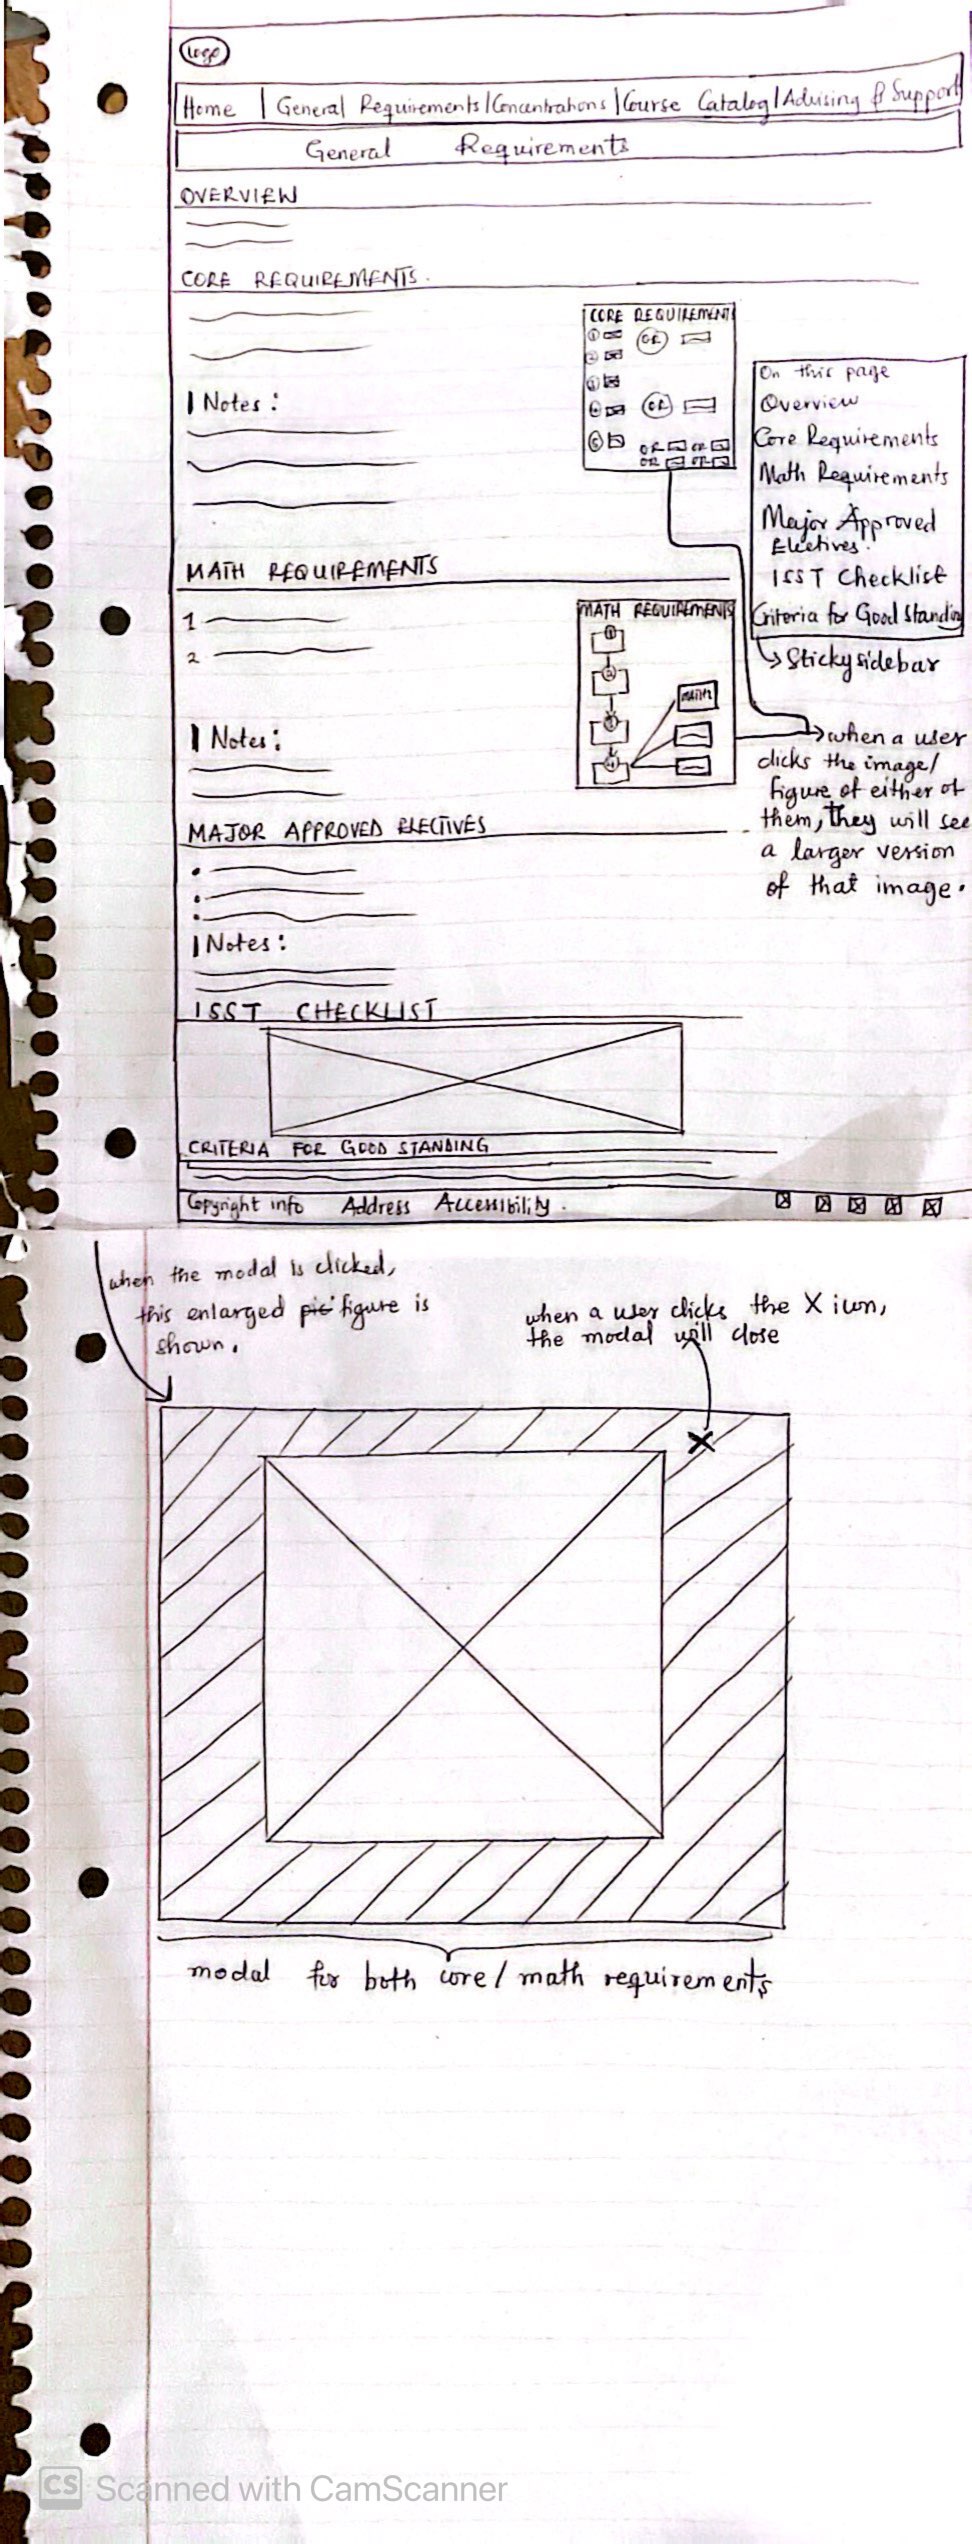 Logo
Home | General Requirements | Concentrations | Course Catalog | Advising & Support
General Requirements
OVERVIEW
CORE REQUIREMENTS.
Notes:
CORE REQUIREMENT
1 OR
2
3
4 OR
5 OR OR
OR OR
MATH REQUIREMENTS
1
2
Notes:
MATH REQUIREMENTS
1
2
3
4
MAJOR APPROVED ELECTIVES
Notes:
ISST CHECKLIST
CRITERIA FOR GOOD STANDING
Copyright info Address Accessibility.
On this page
Overview
Core Requirements
Math Requirements
Major Approved
Electives.
ISST Checklist
Criteria for Good Standing
Sticky sidebar
when a user
clicks the image/
figure of either of
them, they will see
a larger version
of that image.
when the modal is clicked,
this enlarged pic figure is
shown.
when a user clicks the X icon,
the modal will close
X
modal for both core / math requirements
CS Scanned with CamScanner